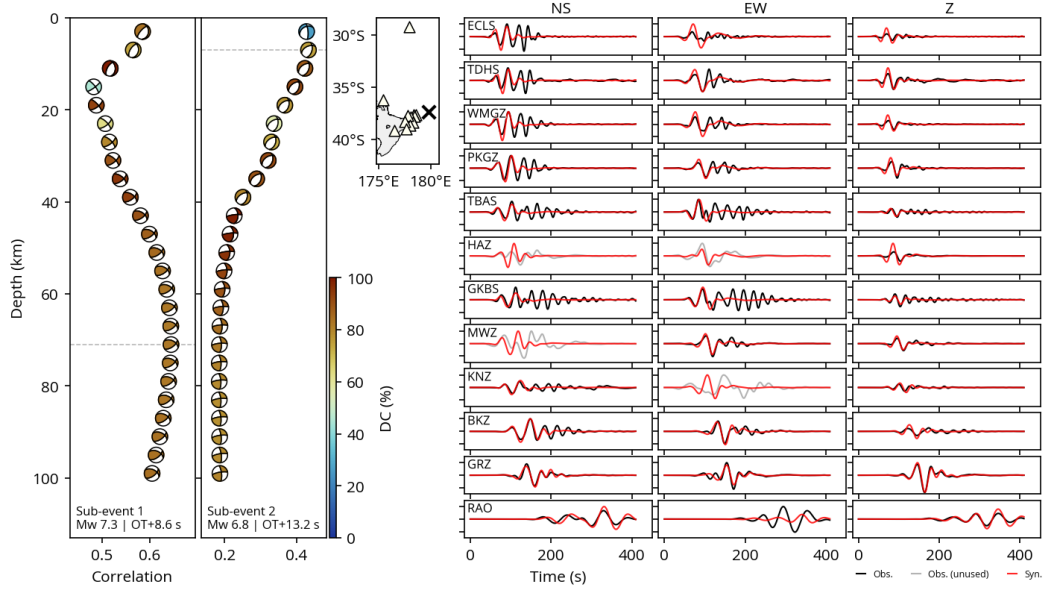 NS EW Z
0
20
40
60
80
100
Depth (km)
Sub-event 1
Mw 7.3 | OT+8.6 s
0.5 0.6
Correlation
Sub-event 2
Mw 6.8 | OT+13.2 s
0.2 0.4
30°S
35°S
40°S
175°E 180°E
100
80
60
40
20
0
DC (%)
ECLS
TDHS
WMGZ
PKGZ
TBAS
HAZ
GKBS
MWZ
KNZ
BKZ
GRZ
RAO
0 200 400 0 200 400 0 200 400
Time (s)
Obs. Obs. (unused) Syn.